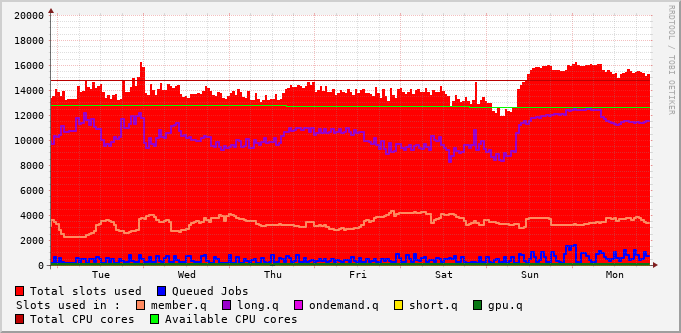 RRDTOOL / TOBI OETIKER
20000
18000
16000
14000
12000
10000
8000
6000
4000
2000
0
Tue Wed Thu Fri Sat Sun Mon
Total slots used Queued Jobs
Slots used in : member.q long.q ondemand.q short.q gpu.q
Total CPU cores Available CPU cores